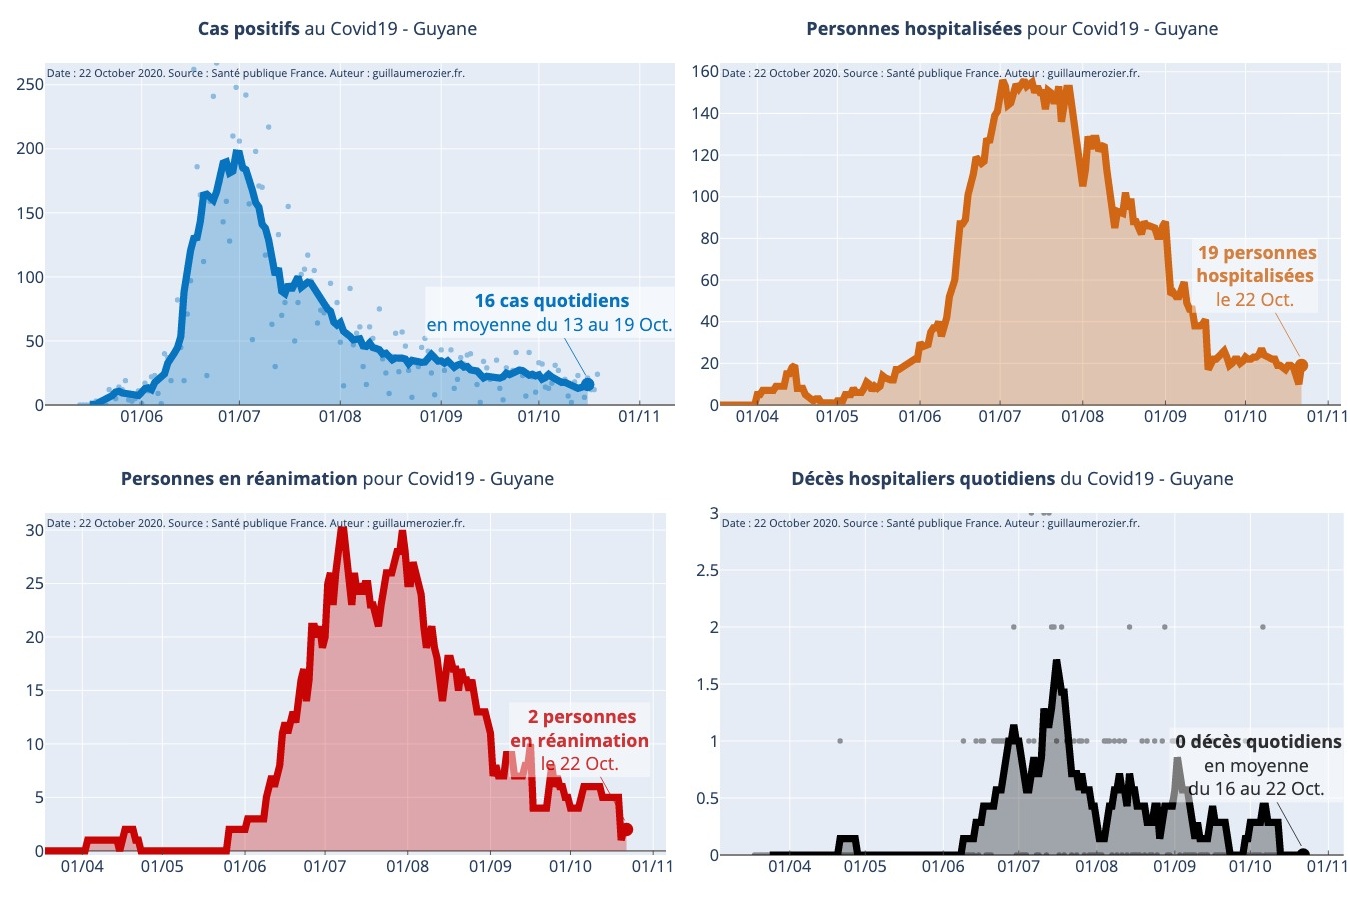 Cas positifs au Covid19 - Guyane
Date : 22 October 2020. Source : Santé publique France. Auteur : guillaumerozier.fr.
250
200
150
100
50
0
16 cas quotidiens
en moyenne du 13 au 19 Oct.
01/06 01/07 01/08 01/09 01/10 01/11
Personnes hospitalisées pour Covid19 - Guyane
Date : 22 October 2020. Source : Santé publique France. Auteur : guillaumerozier.fr.
160
140
120
100
80
60
40
20
0
19 personnes
hospitalisées
le 22 Oct.
01/04 01/05 01/06 01/07 01/08 01/09 01/10 01/11
Personnes en réanimation pour Covid19 - Guyane
Date : 22 October 2020. Source : Santé publique France. Auteur : guillaumerozier.fr.
30
25
20
15
10
5
0
2 personnes
en réanimation
le 22 Oct.
01/04 01/05 01/06 01/07 01/08 01/09 01/10 01/11
Décès hospitaliers quotidiens du Covid19 - Guyane
Date : 22 October 2020. Source : Santé publique France. Auteur : guillaumerozier.fr.
3
2.5
2
1.5
1
0.5
0
0 décès quotidiens
en moyenne
du 16 au 22 Oct.
01/04 01/05 01/06 01/07 01/08 01/09 01/10 01/11